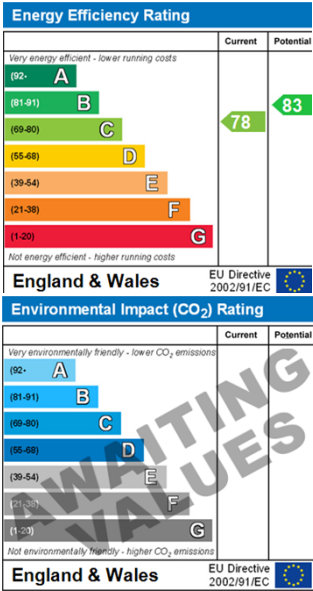 Energy Efficiency Rating
Current Potential
Very energy efficient - lower running costs
(92- A
(81-91) B
(69-80) C
(55-68) D
(39-54) E
(21-38) F
(1-20) G
78
83
Not energy efficient - higher running costs
England & Wales
EU Directive
2002/91/EC
Environmental Impact (CO2) Rating
Current Potential
Very environmentally friendly - lower CO2 emissions
(92- A
(81-91) B
(69-80) C
(55-68) D
(39-54) E
(21-38) F
(1-20) G
AWAITING
VALUES
Not environmentally friendly - higher CO2 emissions
England & Wales
EU Directive
2002/91/EC